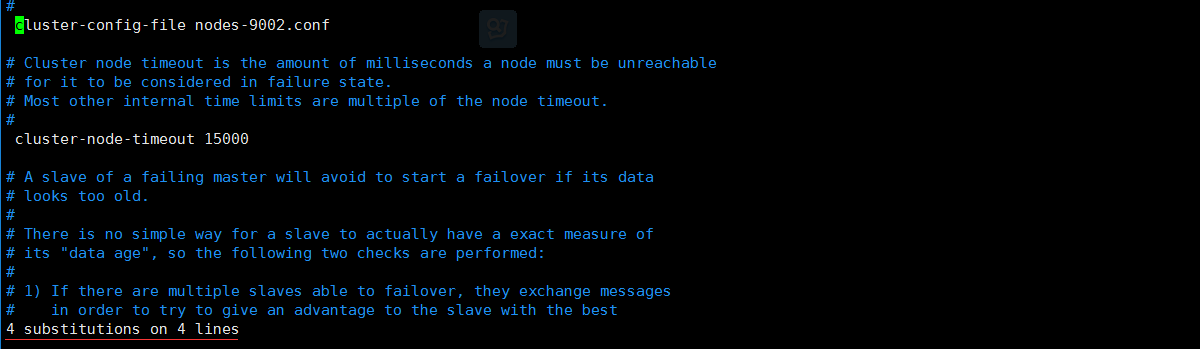 #
 cluster-config-file nodes-9002.conf
# Cluster node timeout is the amount of milliseconds a node must be unreachable
# for it to be considered in failure state.
# Most other internal time limits are multiple of the node timeout.
#
 cluster-node-timeout 15000
# A slave of a failing master will avoid to start a failover if its data
# looks too old.
#
# There is no simple way for a slave to actually have a exact measure of
# its "data age", so the following two checks are performed:
#
# 1) If there are multiple slaves able to failover, they exchange messages
#    in order to try to give an advantage to the slave with the best
4 substitutions on 4 lines